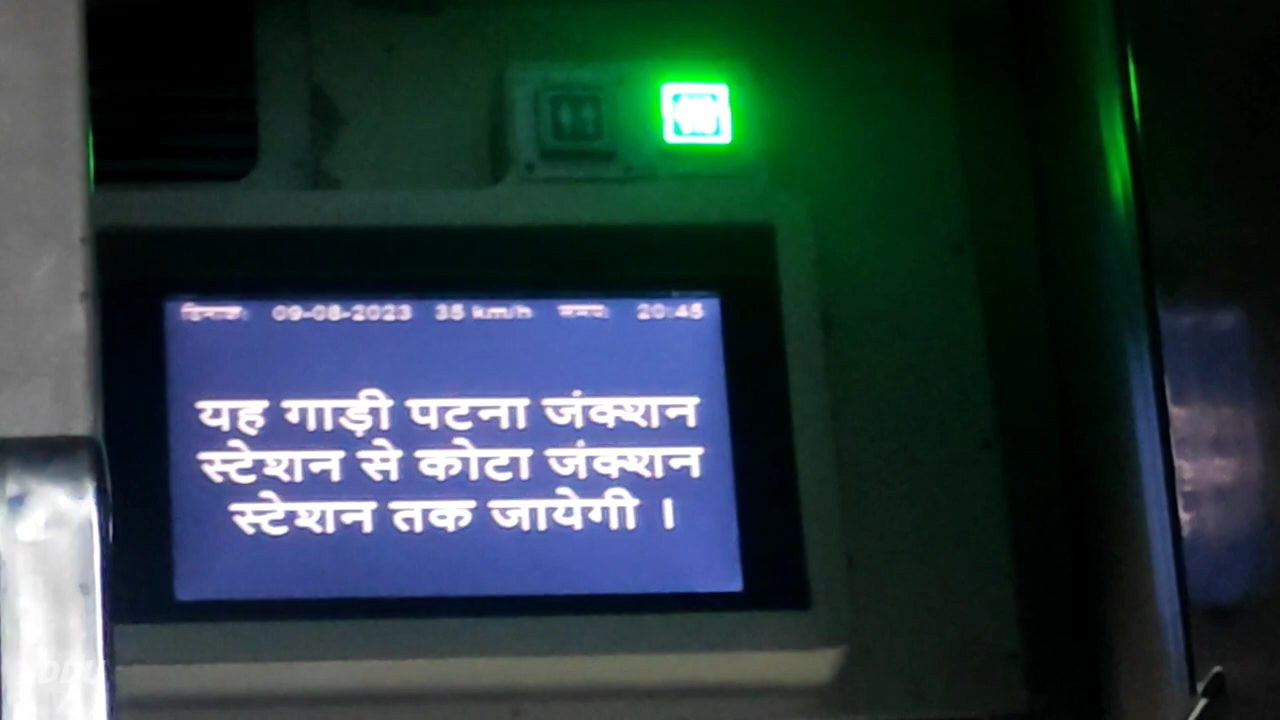 दिनांक: 09-08-2023 35 km/h समय: 20:45
यह गाड़ी पटना जंक्शन
स्टेशन से कोटा जंक्शन
स्टेशन तक जायेगी ।